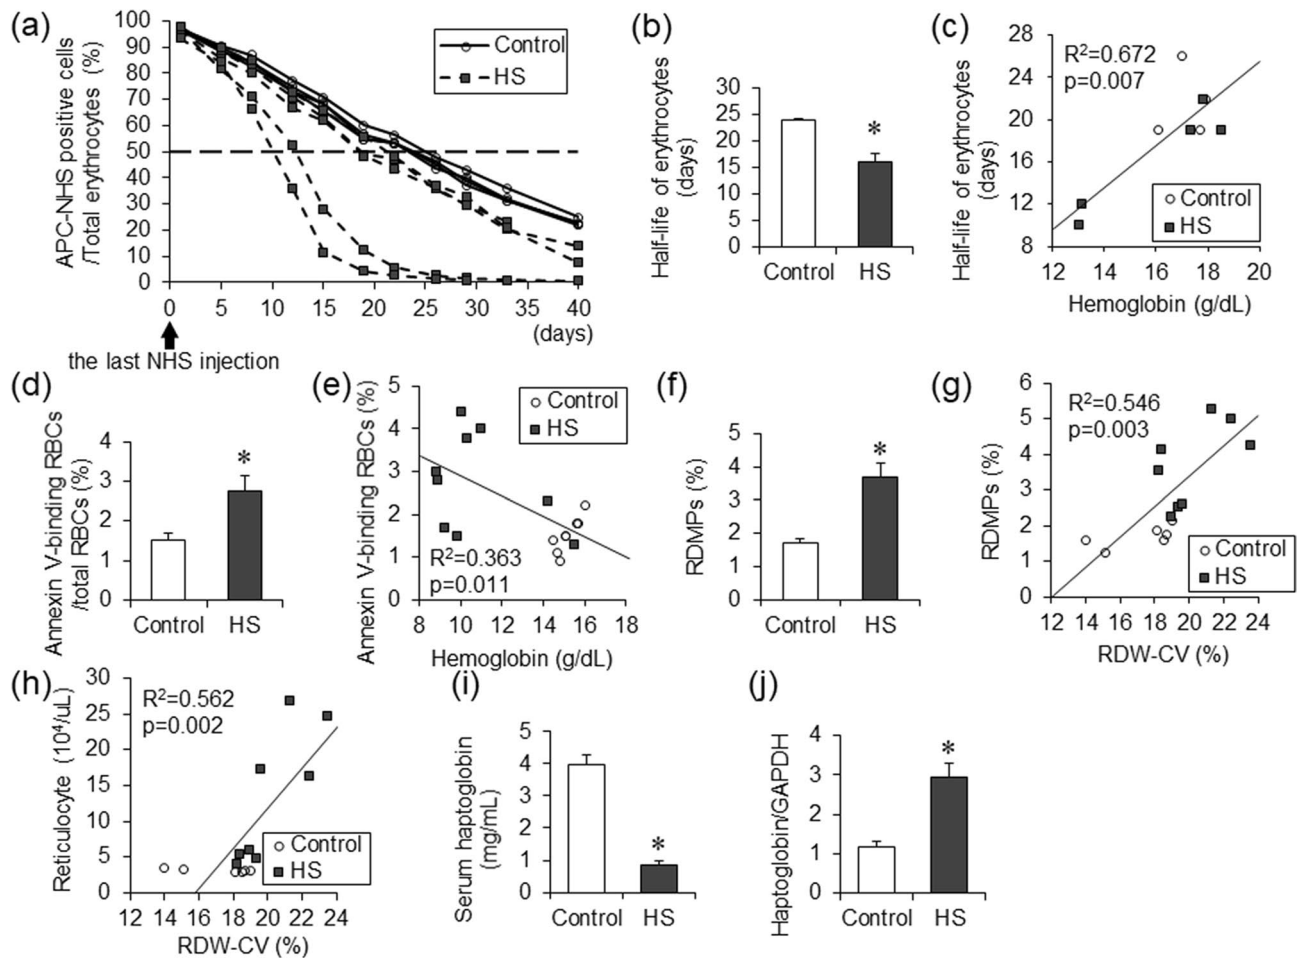 (a)
APC-NHS positive cells
/Total erythrocytes (%)
100
90
80
70
60
50
40
30
20
10
0
Control
HS
0 5 10 15 20 25 30 35 40
(days)
the last NHS injection
(b)
Half-life of erythrocytes
(days)
30
25
20
15
10
5
0
*
Control HS
(c)
Half-life of erythrocytes
(days)
28
24
20
16
12
8
R²=0.672
p=0.007
Control
HS
12 14 16 18 20
Hemoglobin (g/dL)
(d)
Annexin V-binding RBCs
/total RBCs (%)
4
3
2
1
0
*
Control HS
(e)
Annexin V-binding RBCs (%)
5
4
3
2
1
0
Control
HS
R²=0.363
p=0.011
8 10 12 14 16 18
Hemoglobin (g/dL)
(f)
RDMPs (%)
5
4
3
2
1
0
*
Control HS
(g)
RDMPs (%)
6
5
4
3
2
1
0
R²=0.546
p=0.003
Control
HS
12 14 16 18 20 22 24
RDW-CV (%)
(h)
Reticulocyte (10⁴/uL)
30
25
20
15
10
5
0
R²=0.562
p=0.002
Control
HS
12 14 16 18 20 22 24
RDW-CV (%)
(i)
Serum haptoglobin
(mg/mL)
5
4
3
2
1
0
*
Control HS
(j)
Haptoglobin/GAPDH
4
3
2
1
0
*
Control HS